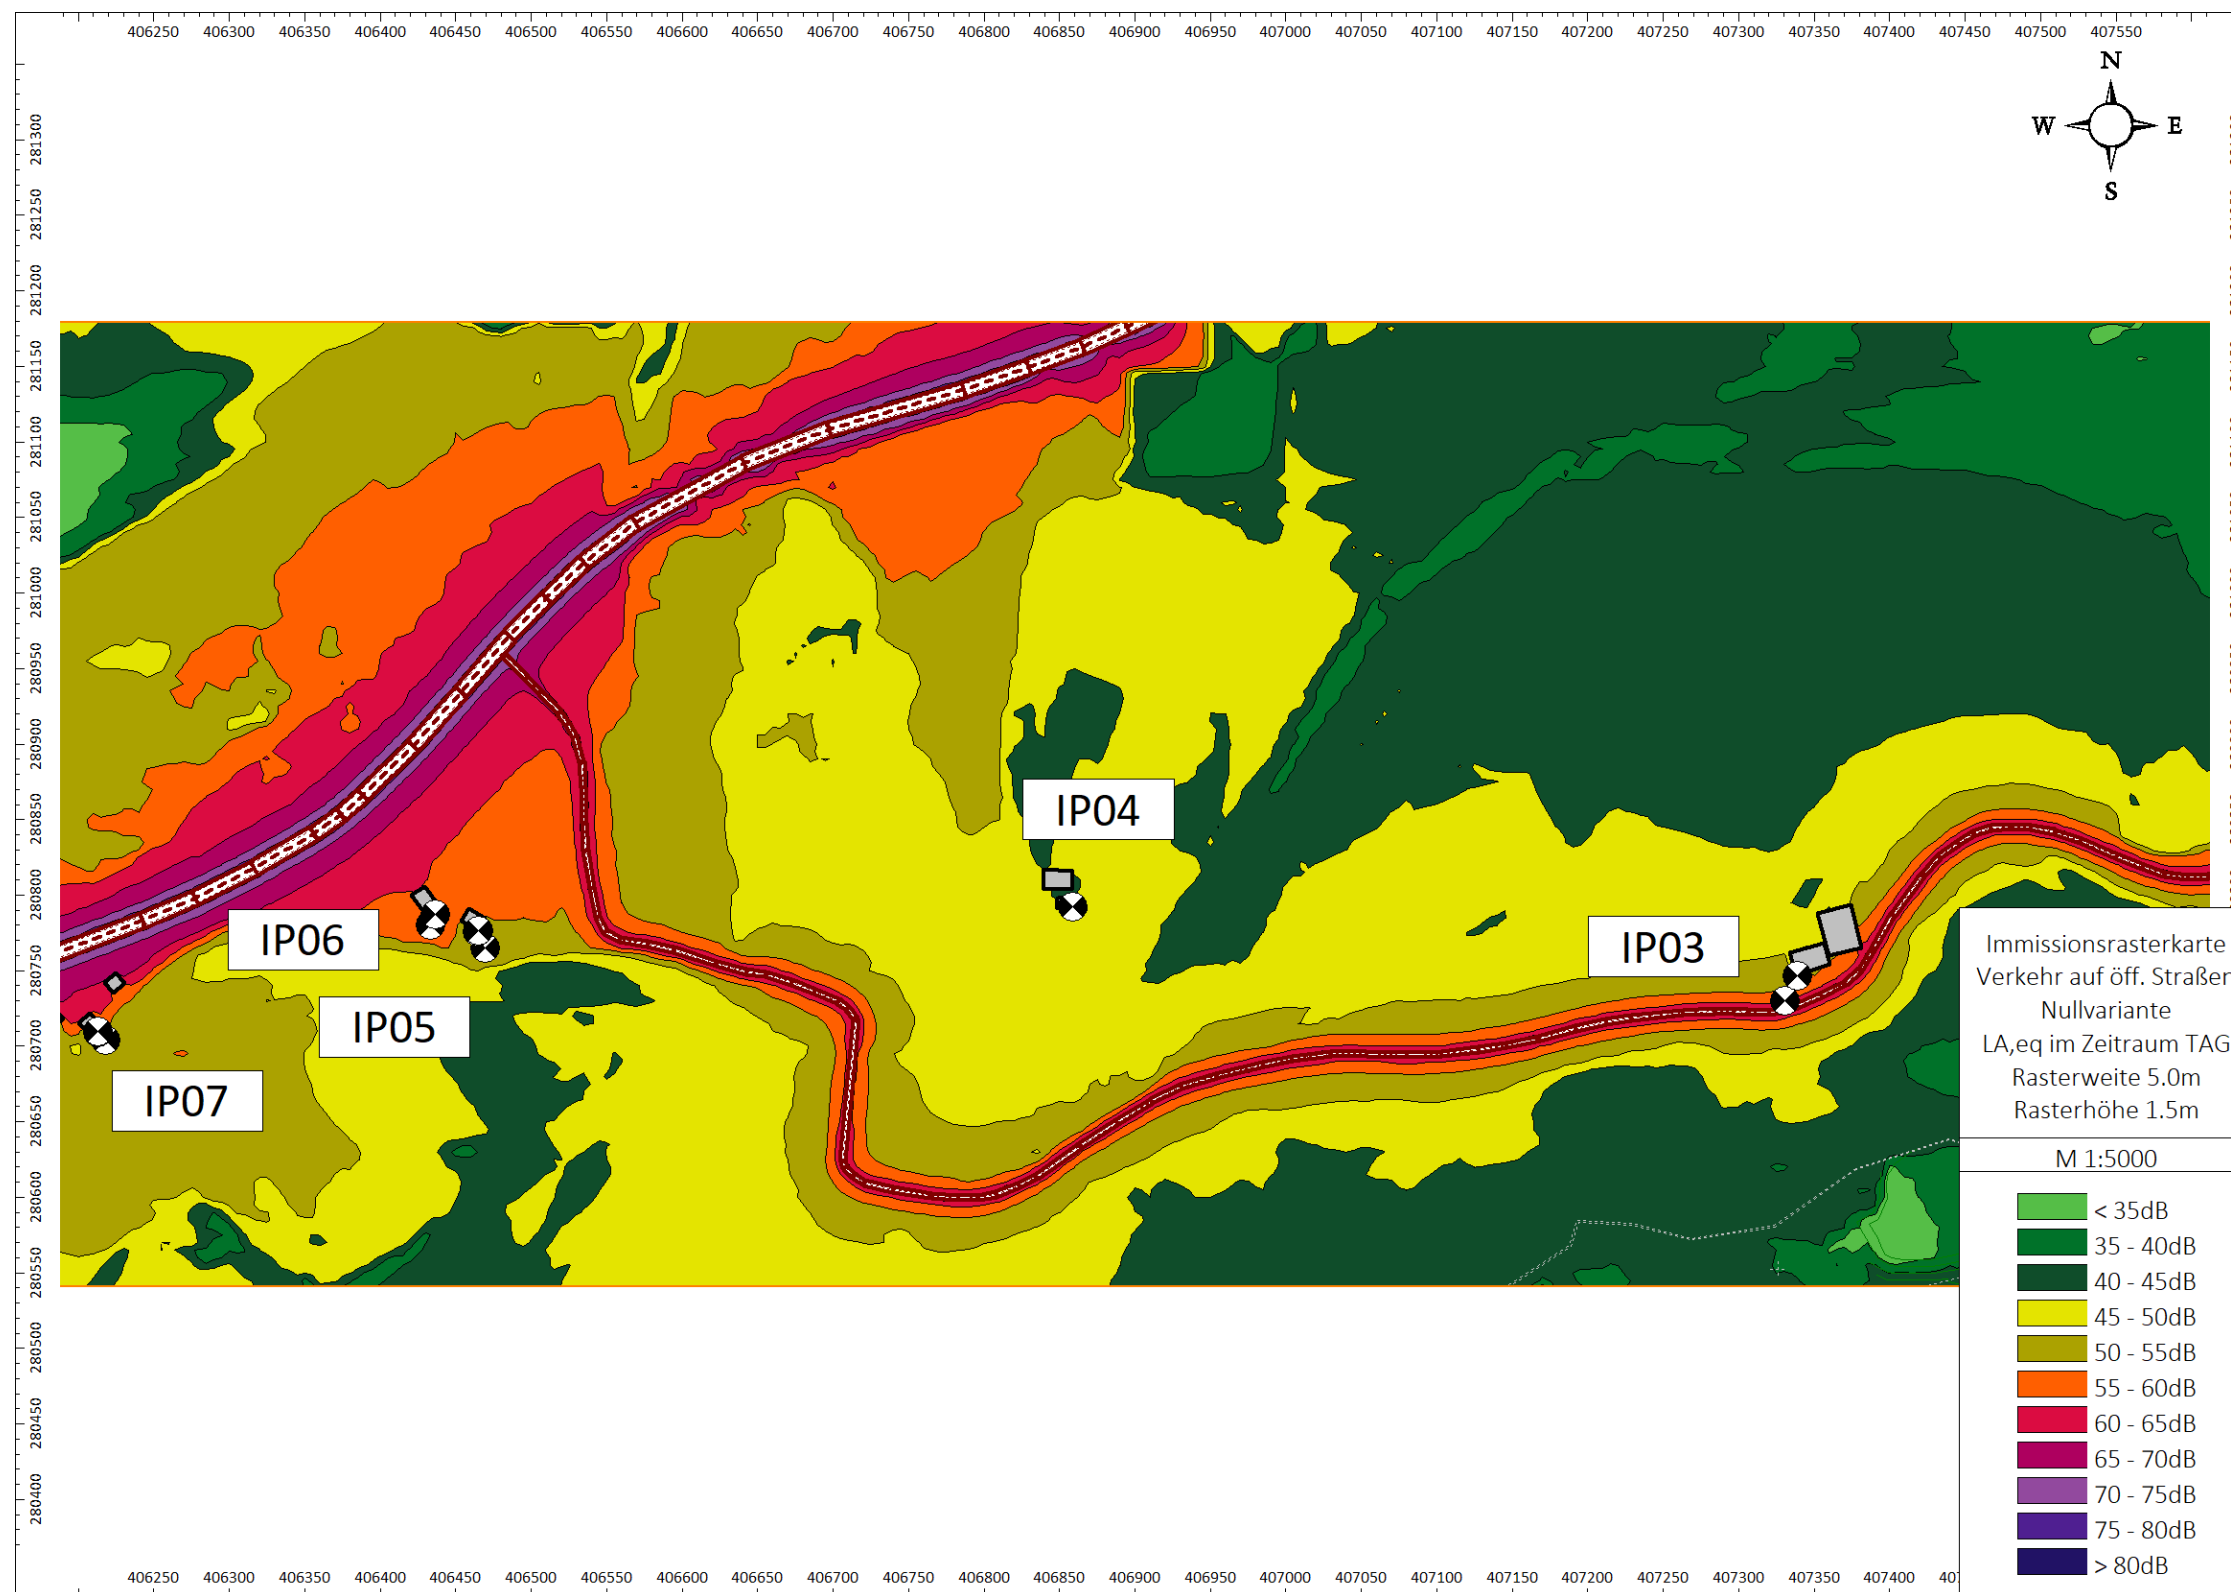 406250 406300 406350 406400 406450 406500 406550 406600 406650 406700 406750 406800 406850 406900 406950 407000 407050 407100 407150 407200 407250 407300 407350 407400 407450 407500 407550
N
W E
S
281300
281250
281200
281150
281100
281050
281000
280950
280900
280850
280800
280750
280700
280650
280600
280550
280500
280450
280400
IP04
IP03
IP06
IP05
IP07
Immissionsrasterkarte
Verkehr auf öff. Straßen
Nullvariante
LA,eq im Zeitraum TAG
Rasterweite 5.0m
Rasterhöhe 1.5m
M 1:5000
< 35dB
35 - 40dB
40 - 45dB
45 - 50dB
50 - 55dB
55 - 60dB
60 - 65dB
65 - 70dB
70 - 75dB
75 - 80dB
> 80dB
406250 406300 406350 406400 406450 406500 406550 406600 406650 406700 406750 406800 406850 406900 406950 407000 407050 407100 407150 407200 407250 407300 407350 407400